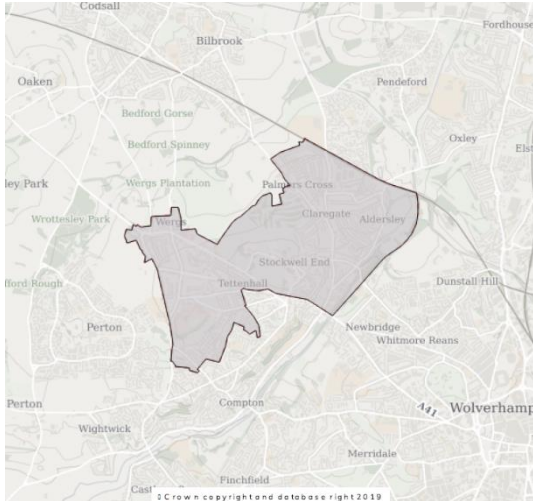 Codsall
Fordhouse
Bilbrook
Oaken
Pendeford
Bedford Gorse
Oxley
Bedford Spinney
Els
ley Park
Wergs Plantation
Palmers Cross
Wrottesley Park
Wergs
Claregate
Aldersley
Stockwell End
fford Rough
Tettenhall
Dunstall Hill
Perton
Newbridge
Whitmore Reans
Perton
Compton
A41
Wolverhamp
Wightwick
Merridale
Finchfield
Cast
© Crown copyright and database right 2019